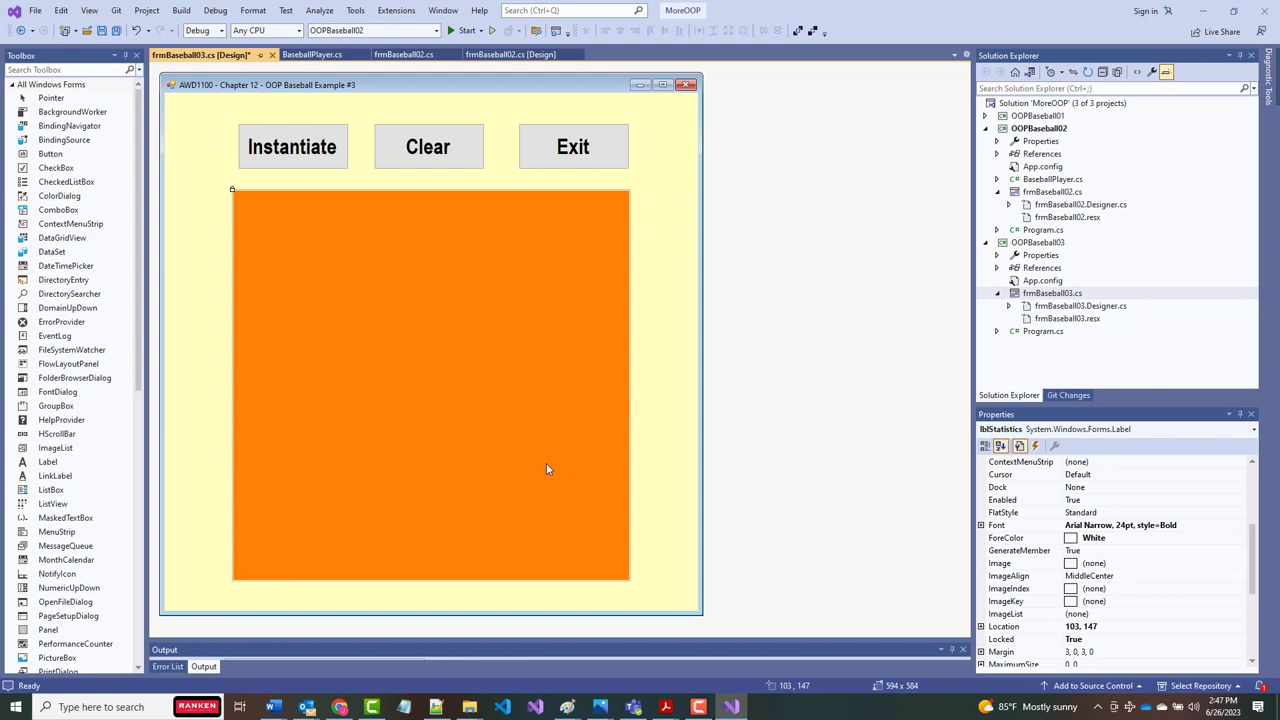 File Edit View Git Project Build Debug Format Test Analyze Tools Extensions Window Help Search (Ctrl+Q) MoreOOP Sign in
Debug Any CPU OOPBaseball02 Start Live Share
Toolbox
Search Toolbox
All Windows Forms
Pointer
BackgroundWorker
BindingNavigator
BindingSource
Button
CheckBox
CheckedListBox
ColorDialog
ComboBox
ContextMenuStrip
DataGridView
DataSet
DateTimePicker
DirectoryEntry
DirectorySearcher
DomainUpDown
ErrorProvider
EventLog
FileSystemWatcher
FlowLayoutPanel
FolderBrowserDialog
FontDialog
GroupBox
HelpProvider
HScrollBar
ImageList
Label
LinkLabel
ListBox
ListView
MaskedTextBox
MenuStrip
MessageQueue
MonthCalendar
NotifyIcon
NumericUpDown
OpenFileDialog
PageSetupDialog
Panel
PerformanceCounter
PictureBox
PrintDialog
frmBaseball03.cs [Design]* BaseballPlayer.cs frmBaseball02.cs frmBaseball02.cs [Design]
AWD1100 - Chapter 12 - OOP Baseball Example #3
Instantiate Clear Exit
Output
Error List Output
Solution Explorer
Search Solution Explorer (Ctrl+;)
Solution 'MoreOOP' (3 of 3 projects)
OOPBaseball01
OOPBaseball02
Properties
References
App.config
BaseballPlayer.cs
frmBaseball02.cs
frmBaseball02.Designer.cs
frmBaseball02.resx
Program.cs
OOPBaseball03
Properties
References
App.config
frmBaseball03.cs
frmBaseball03.Designer.cs
frmBaseball03.resx
Program.cs
Solution Explorer Git Changes
Properties
lblStatistics System.Windows.Forms.Label
ContextMenuStrip (none)
Cursor Default
Dock None
Enabled True
FlatStyle Standard
Font Arial Narrow, 24pt, style=Bold
ForeColor White
GenerateMember True
Image (none)
ImageAlign MiddleCenter
ImageIndex (none)
ImageKey (none)
ImageList (none)
Location 103, 147
Locked True
Margin 3, 0, 3, 0
MaximumSize 0, 0
Diagnostic Tools
Ready 103 , 147 594 x 584 Add to Source Control Select Repository
Type here to search RANKEN 85°F Mostly sunny 2:47 PM
6/26/2023